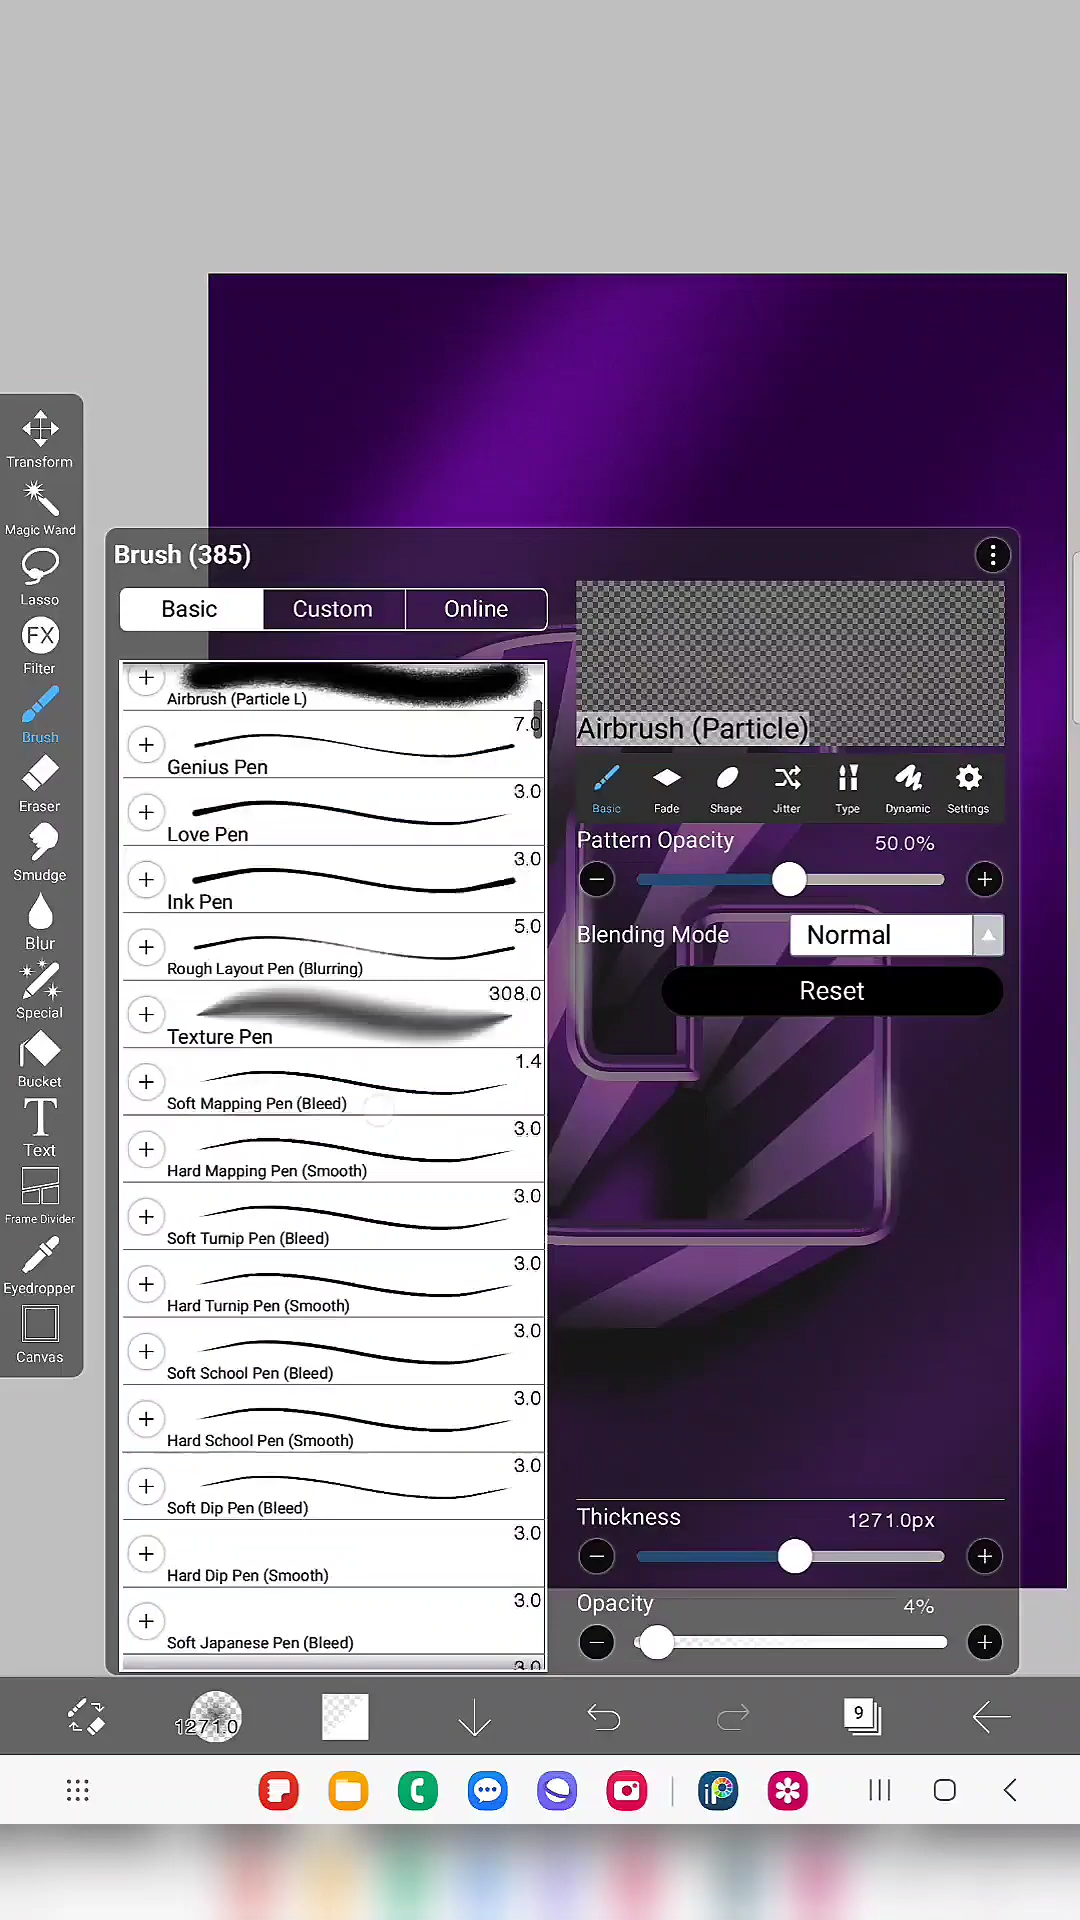 Transform
Magic Wand
Lasso
FX
Filter
Brush
Eraser
Smudge
Blur
Special
Bucket
T
Text
Frame Divider
Eyedropper
Canvas
Brush (385)
Basic
Custom
Online
Airbrush (Particle L)
7.0
Genius Pen
3.0
Love Pen
3.0
Ink Pen
5.0
Rough Layout Pen (Blurring)
308.0
Texture Pen
1.4
Soft Mapping Pen (Bleed)
3.0
Hard Mapping Pen (Smooth)
3.0
Soft Turnip Pen (Bleed)
3.0
Hard Turnip Pen (Smooth)
3.0
Soft School Pen (Bleed)
3.0
Hard School Pen (Smooth)
3.0
Soft Dip Pen (Bleed)
3.0
Hard Dip Pen (Smooth)
3.0
Soft Japanese Pen (Bleed)
3.0
Airbrush (Particle)
Basic
Fade
Shape
Jitter
Type
Dynamic
Settings
Pattern Opacity
50.0%
Blending Mode
Normal
Reset
Thickness
1271.0px
Opacity
4%
1271.0
9
iP